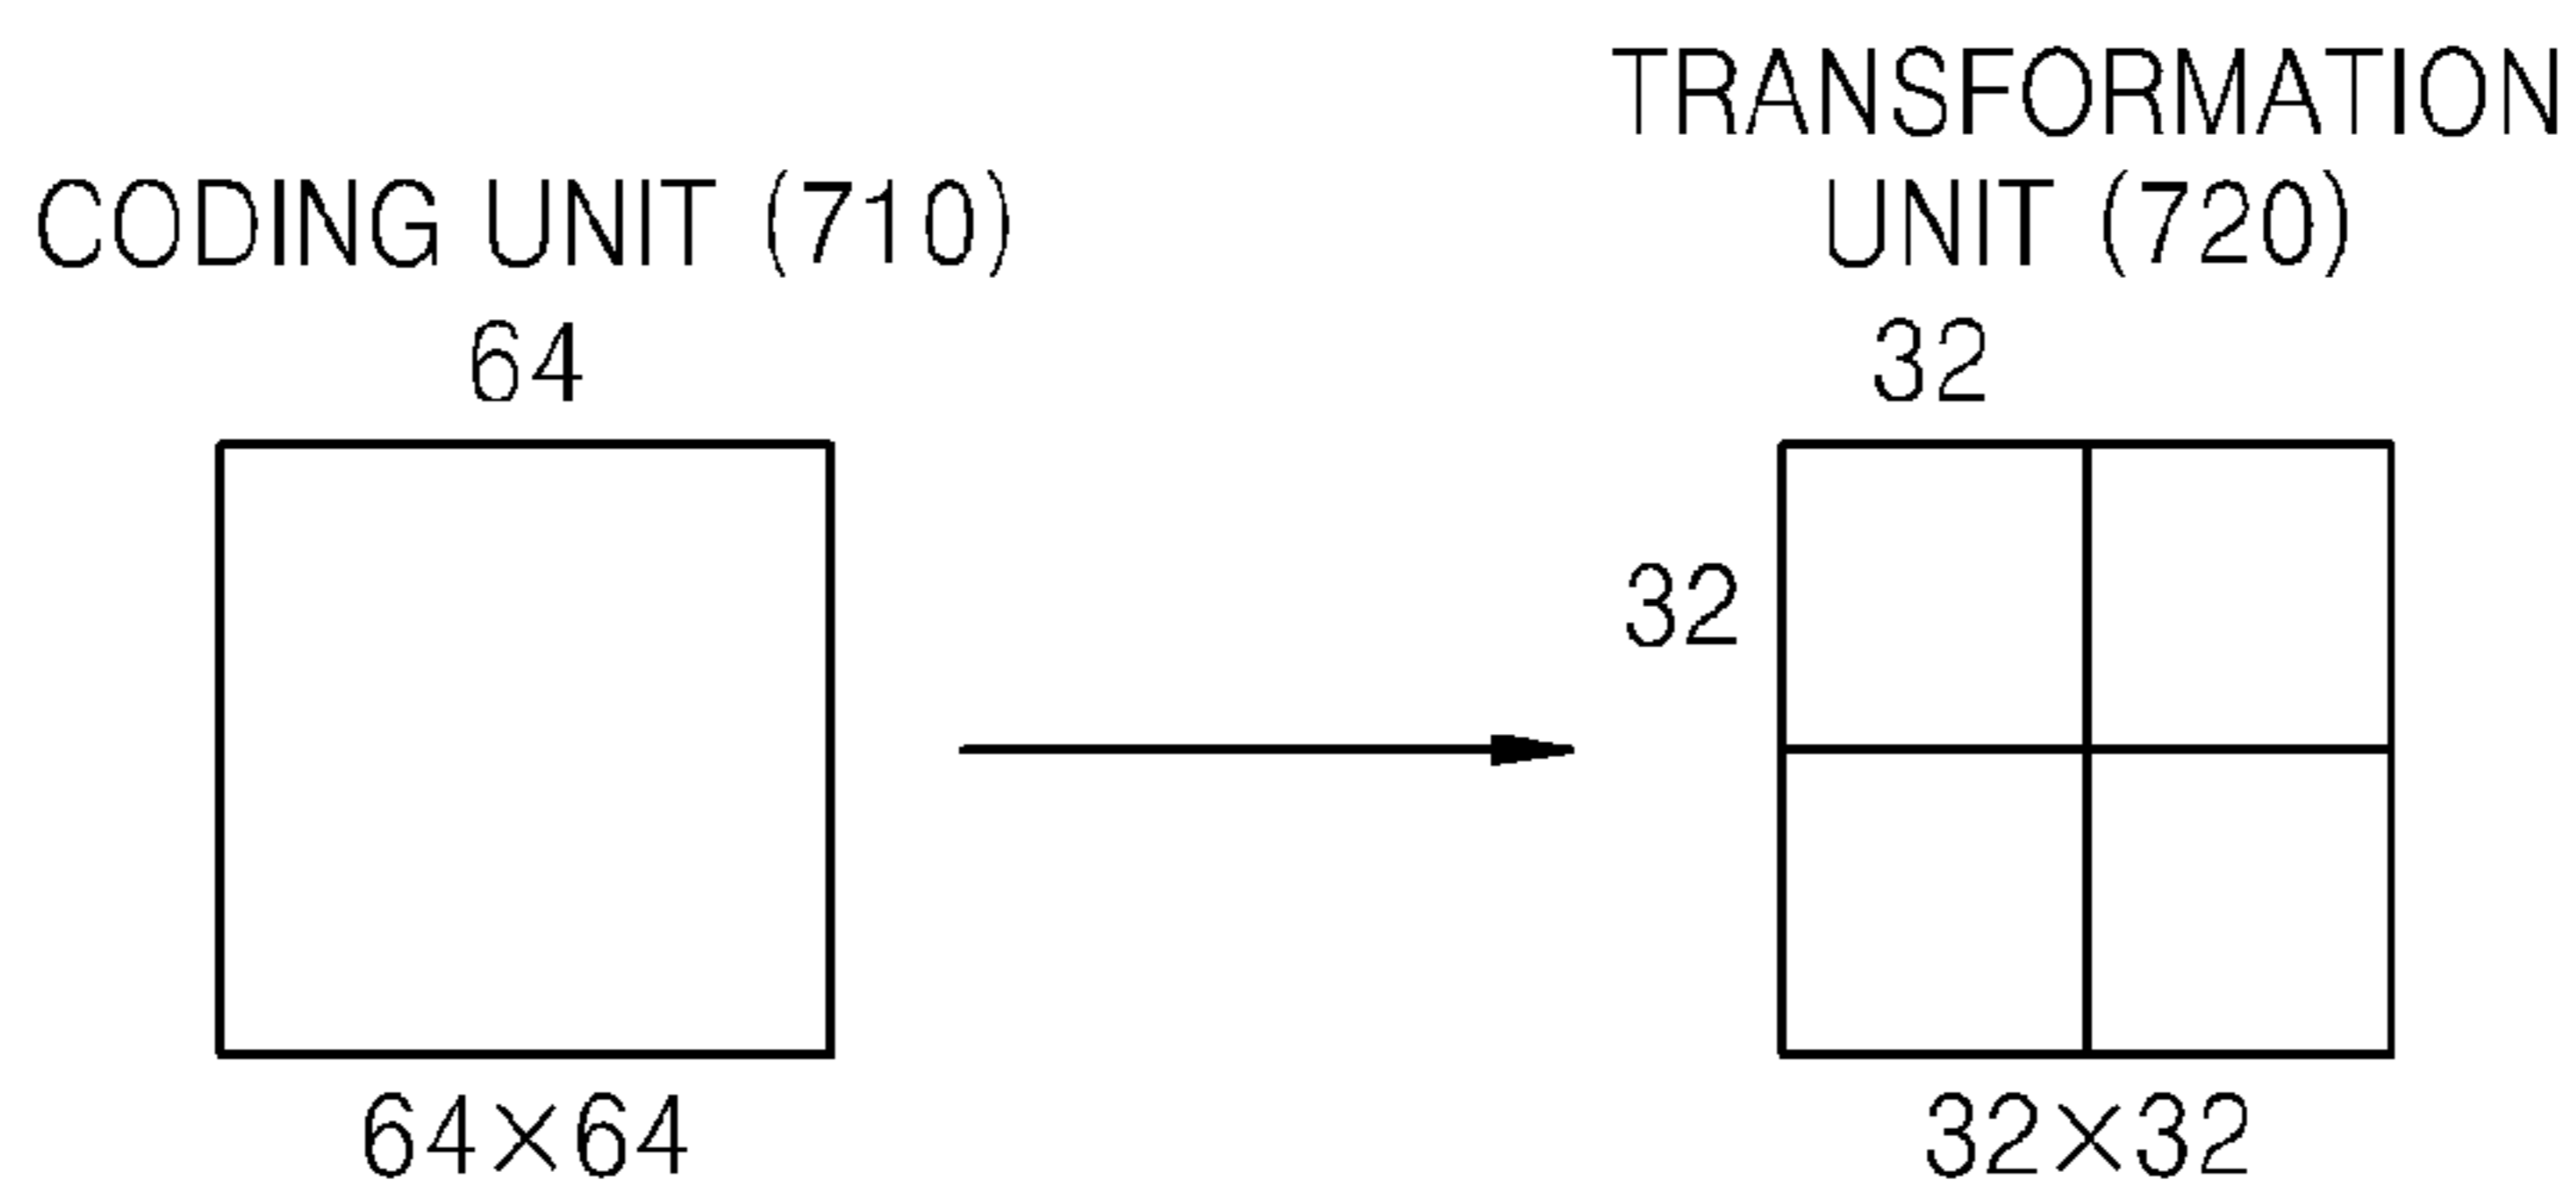 CODING UNIT (710)
64
64×64
TRANSFORMATION
UNIT (720)
32
32
32×32